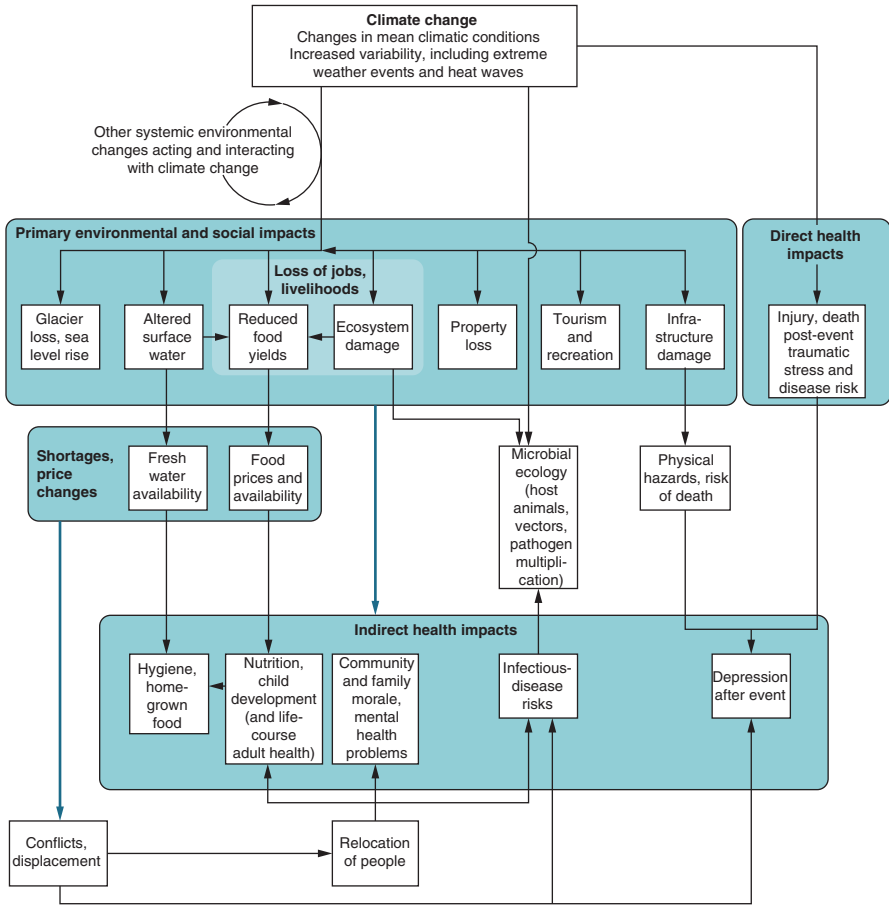 Climate change
Changes in mean climatic conditions
Increased variability, including extreme
weather events and heat waves
Other systemic environmental
changes acting and interacting
with climate change
Primary environmental and social impacts
Loss of jobs,
livelihoods
Glacier
loss, sea
level rise
Altered
surface
water
Reduced
food
yields
Ecosystem
damage
Property
loss
Tourism
and
recreation
Infra-
structure
damage
Direct health
impacts
Injury, death
post-event
traumatic
stress and
disease risk
Shortages,
price
changes
Fresh
water
availability
Food
prices and
availability
Microbial
ecology
(host
animals,
vectors,
pathogen
multipli-
cation)
Physical
hazards, risk
of death
Indirect health impacts
Hygiene,
home-
grown
food
Nutrition,
child
development
(and life-
course
adult health)
Community
and family
morale,
mental
health
problems
Infectious-
disease
risks
Depression
after event
Conflicts,
displacement
Relocation
of people